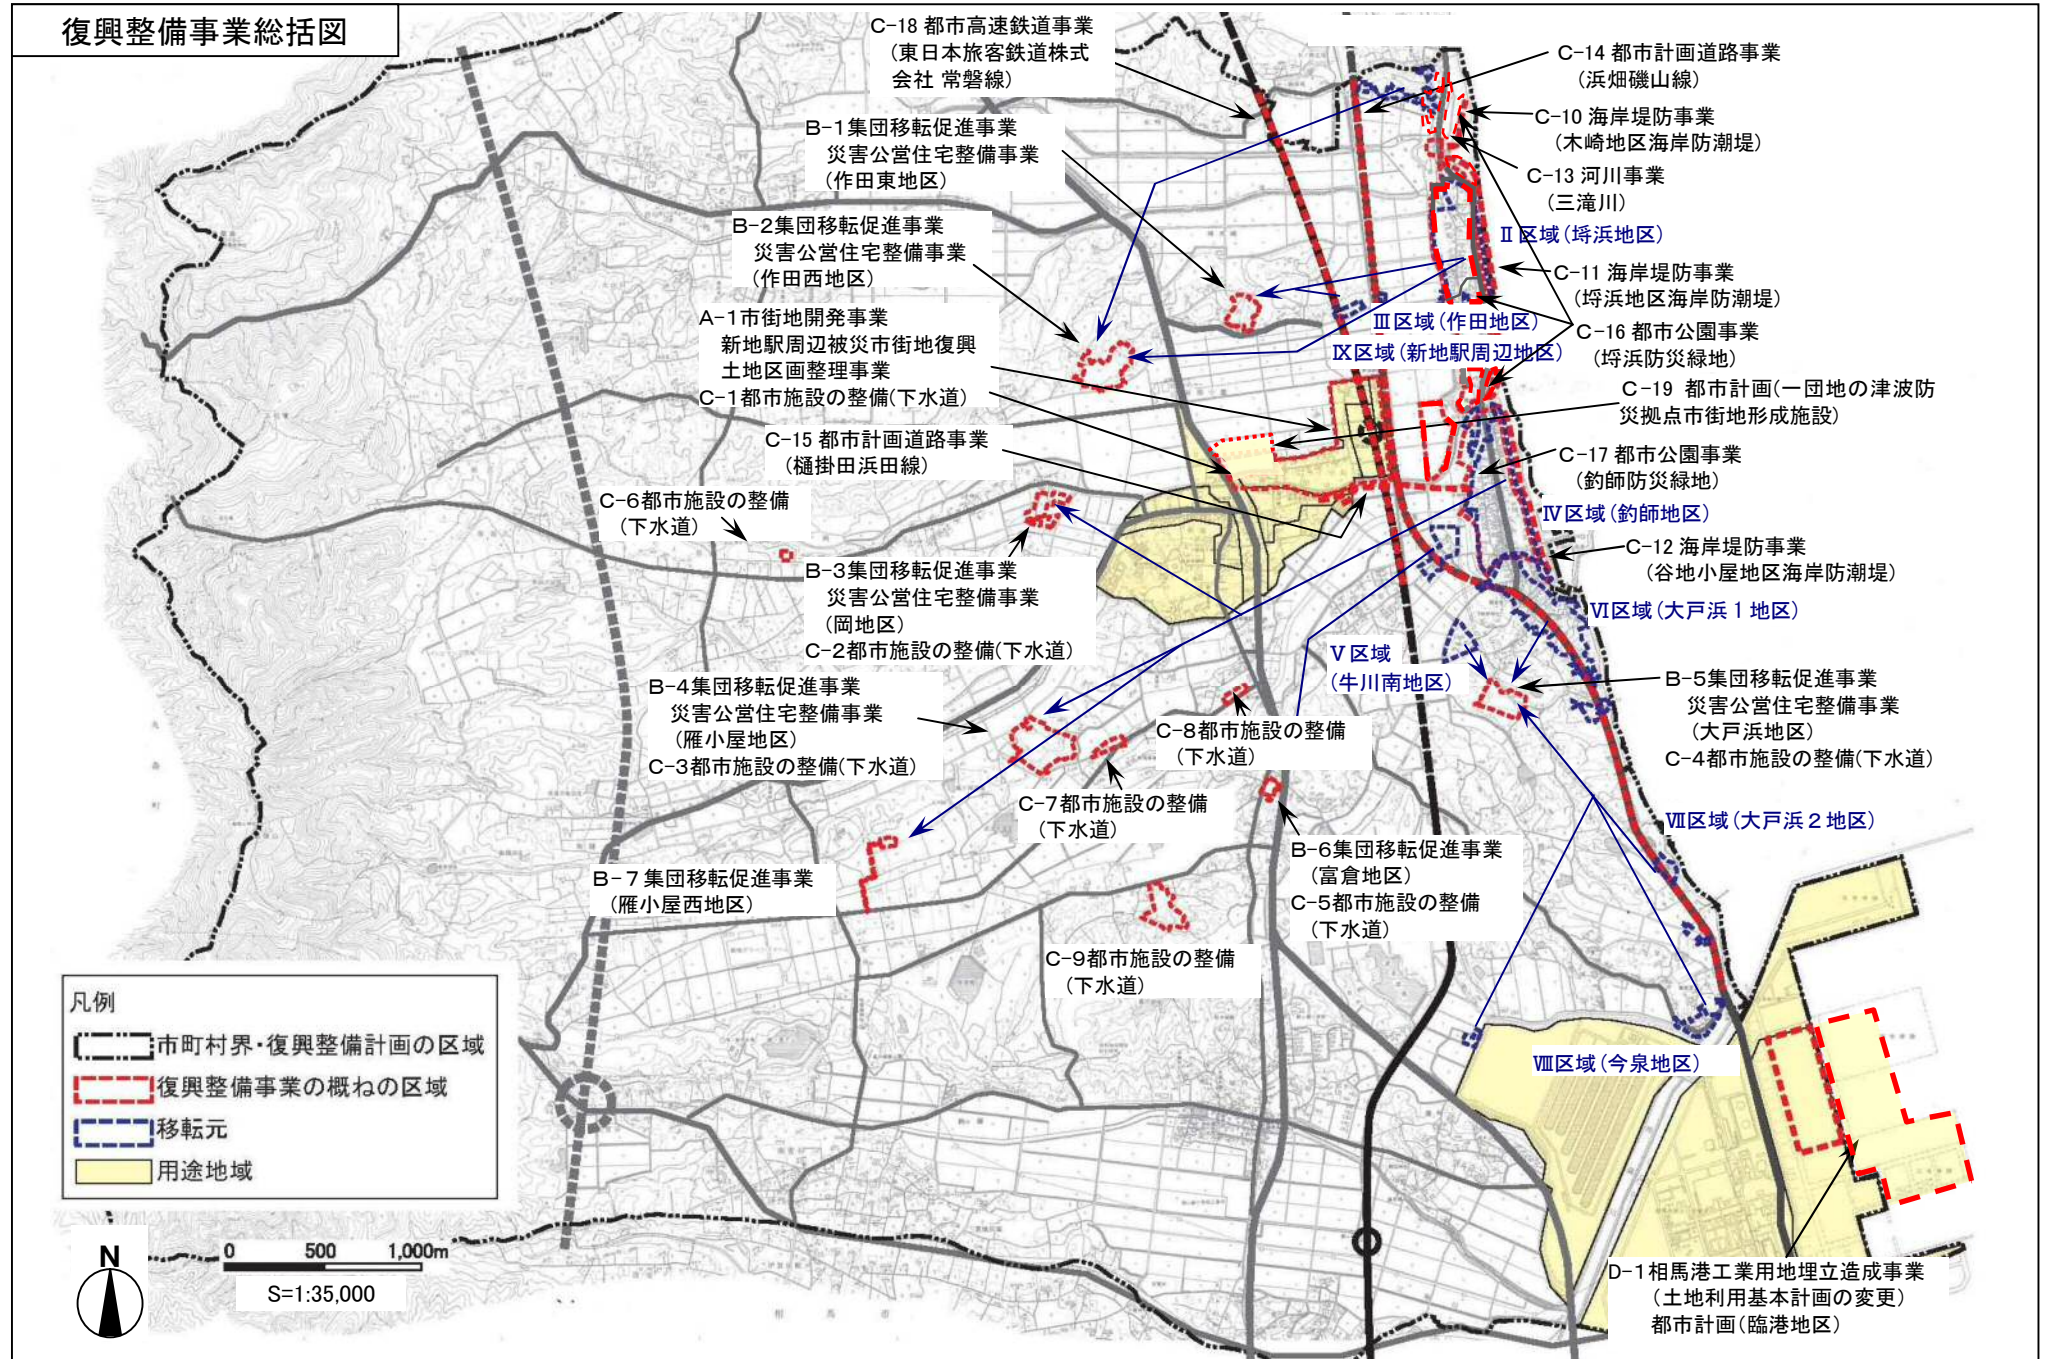 復興整備事業総括図
C-18 都市高速鉄道事業
(東日本旅客鉄道株式
会社 常磐線)
C-14 都市計画道路事業
(浜畑磯山線)
C-10 海岸堤防事業
(木崎地区海岸防潮堤)
B-1集団移転促進事業
災害公営住宅整備事業
(作田東地区)
C-13 河川事業
(三滝川)
B-2集団移転促進事業
災害公営住宅整備事業
(作田西地区)
Ⅱ区域(埒浜地区)
C-11 海岸堤防事業
(埒浜地区海岸防潮堤)
A-1市街地開発事業
新地駅周辺被災市街地復興
土地区画整理事業
C-1都市施設の整備(下水道)
Ⅲ区域(作田地区)
Ⅸ区域(新地駅周辺地区)
C-16 都市公園事業
(埒浜防災緑地)
C-19 都市計画(一団地の津波防
災拠点市街地形成施設)
C-15 都市計画道路事業
(樋掛田浜田線)
C-17 都市公園事業
(釣師防災緑地)
C-6都市施設の整備
(下水道)
Ⅳ区域(釣師地区)
C-12 海岸堤防事業
(谷地小屋地区海岸防潮堤)
B-3集団移転促進事業
災害公営住宅整備事業
(岡地区)
C-2都市施設の整備(下水道)
Ⅵ区域(大戸浜1地区)
Ⅴ区域
(牛川南地区)
B-4集団移転促進事業
災害公営住宅整備事業
(雁小屋地区)
C-3都市施設の整備(下水道)
B-5集団移転促進事業
災害公営住宅整備事業
(大戸浜地区)
C-4都市施設の整備(下水道)
C-8都市施設の整備
(下水道)
C-7都市施設の整備
(下水道)
Ⅶ区域(大戸浜2地区)
B-6集団移転促進事業
(富倉地区)
C-5都市施設の整備
(下水道)
B-7集団移転促進事業
(雁小屋西地区)
C-9都市施設の整備
(下水道)
凡例
市町村界・復興整備計画の区域
復興整備事業の概ねの区域
移転元
用途地域
Ⅷ区域(今泉地区)
N
0 500 1,000m
S=1:35,000
D-1相馬港工業用地埋立造成事業
(土地利用基本計画の変更)
都市計画(臨港地区)